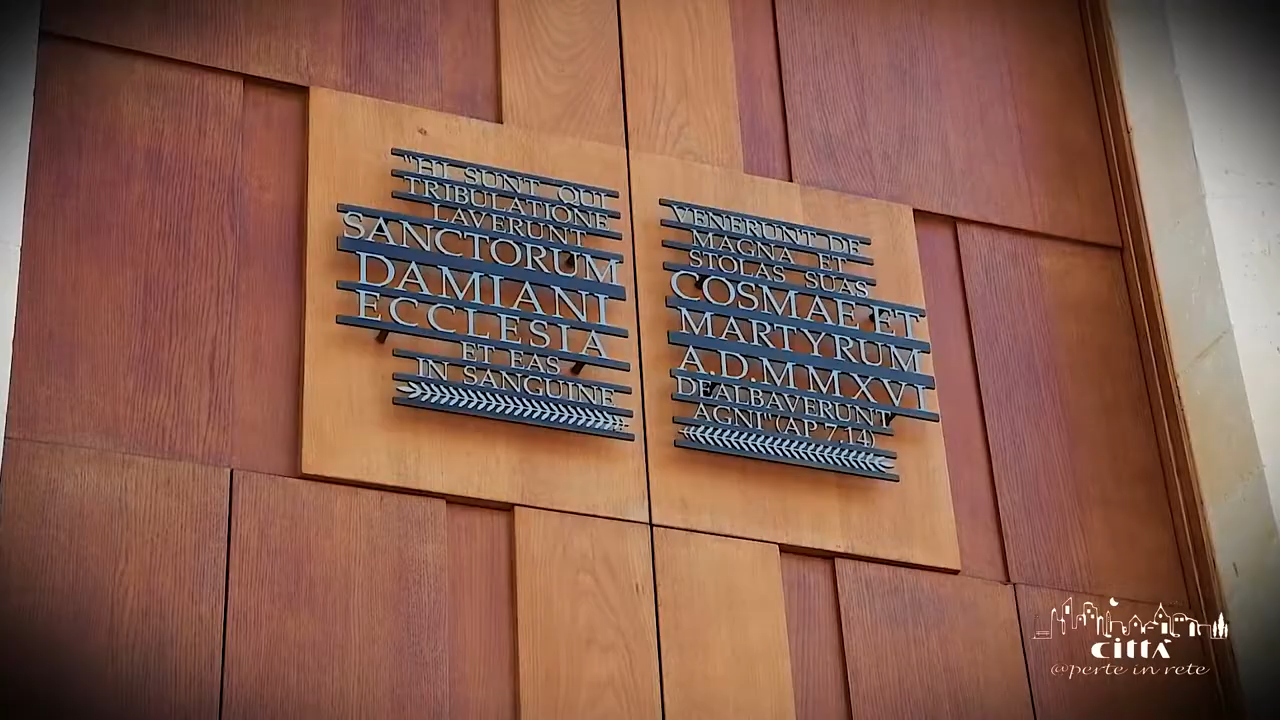 "HI SUNT QUI VENERUNT DE
TRIBULATIONE MAGNA ET
LAVERUNT STOLAS SUAS
SANCTORUM COSMAE ET
DAMIANI MARTYRUM
ECCLESIA A.D.MMXVI
ET EAS DEALBAVERUNT
IN SANGUINE AGNI" (AP 7,14)
CITTÀ
@perte in rete